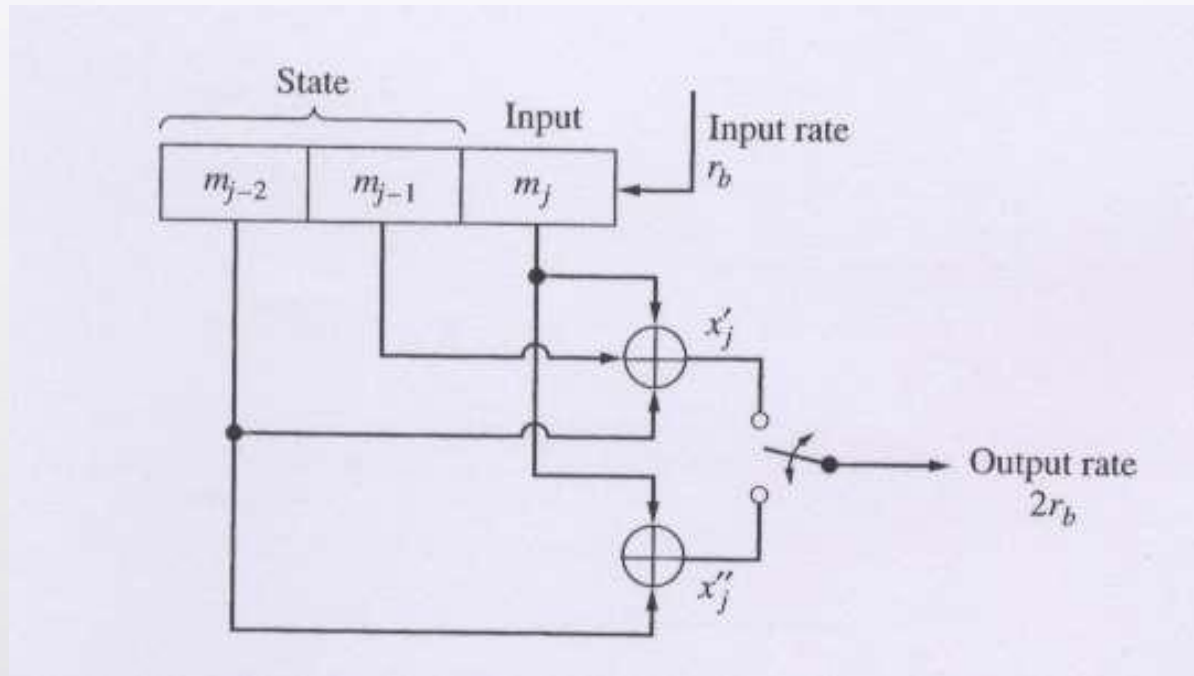 State
Input
Input rate
r_b
m_{j-2} m_{j-1} m_j
x'_j
Output rate
2r_b
x''_j